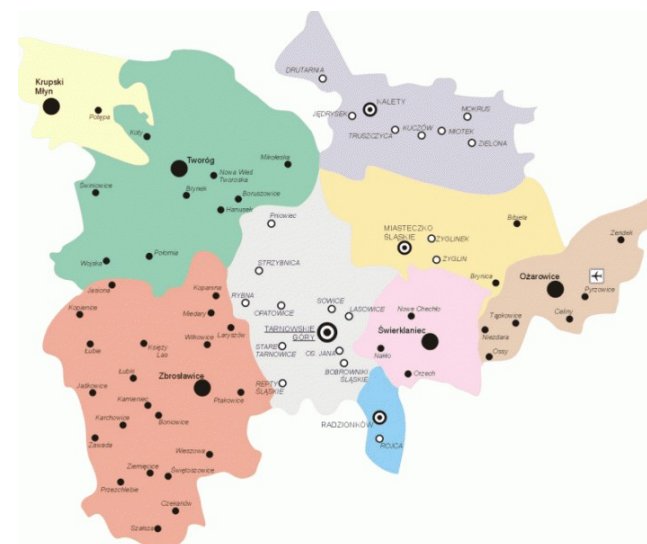 Krupski
Młyn
Potępa
Koty
DRUTARNIA
JĘDRYSEK
KALETY
MOKRUS
TRUSZCZYCA
KUCZÓW
MIOTEK
ZIELONA
Tworóg
Mikołeska
Nowa Wieś
Tworoska
Brynek
Boruszowice
Hanusek
Świniowice
Wojska
Połomia
Pniowiec
MIASTECZKO
ŚLĄSKIE
ŻYGLINEK
ŻYGLIN
Bibiela
Zendek
STRZYBNICA
RYBNA
OPATOWICE
SOWICE
LASOWICE
TARNOWSKIE
GÓRY
STARE
TARNOWICE
OS. JANA
BOBROWNIKI
ŚLĄSKIE
REPTY
ŚLĄSKIE
Brynica
Ożarowice
Pyrzowice
Tąpkowice
Celiny
Niezdara
Ossy
Nowe Chechło
Świerklaniec
Nakło
Orzech
RADZIONKÓW
ROJCA
Jasiona
Kopienice
Kopanina
Miedary
Laryszów
Wilkowice
Księży
Las
Łubie
Łubki
Zbrosławice
Jaśkowice
Kamieniec
Ptakowice
Karchowice
Boniowice
Zawada
Wieszowa
Ziemięcice
Świętoszowice
Przezchlebie
Czekanów
Szałsza